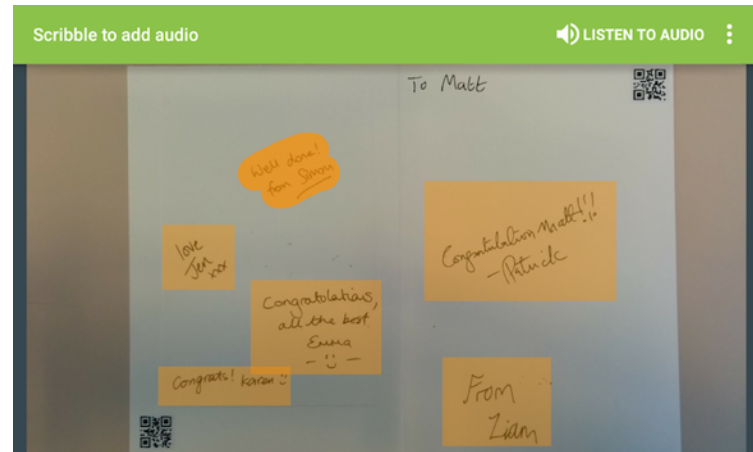 Scribble to add audio
LISTEN TO AUDIO
To Matt
Well done!
from Simon
love
Jen
xxx
Congratulations,
all the best
Emma
Congrats! Karen
Congratulation Matt!!!
-Patrick
From
Liam